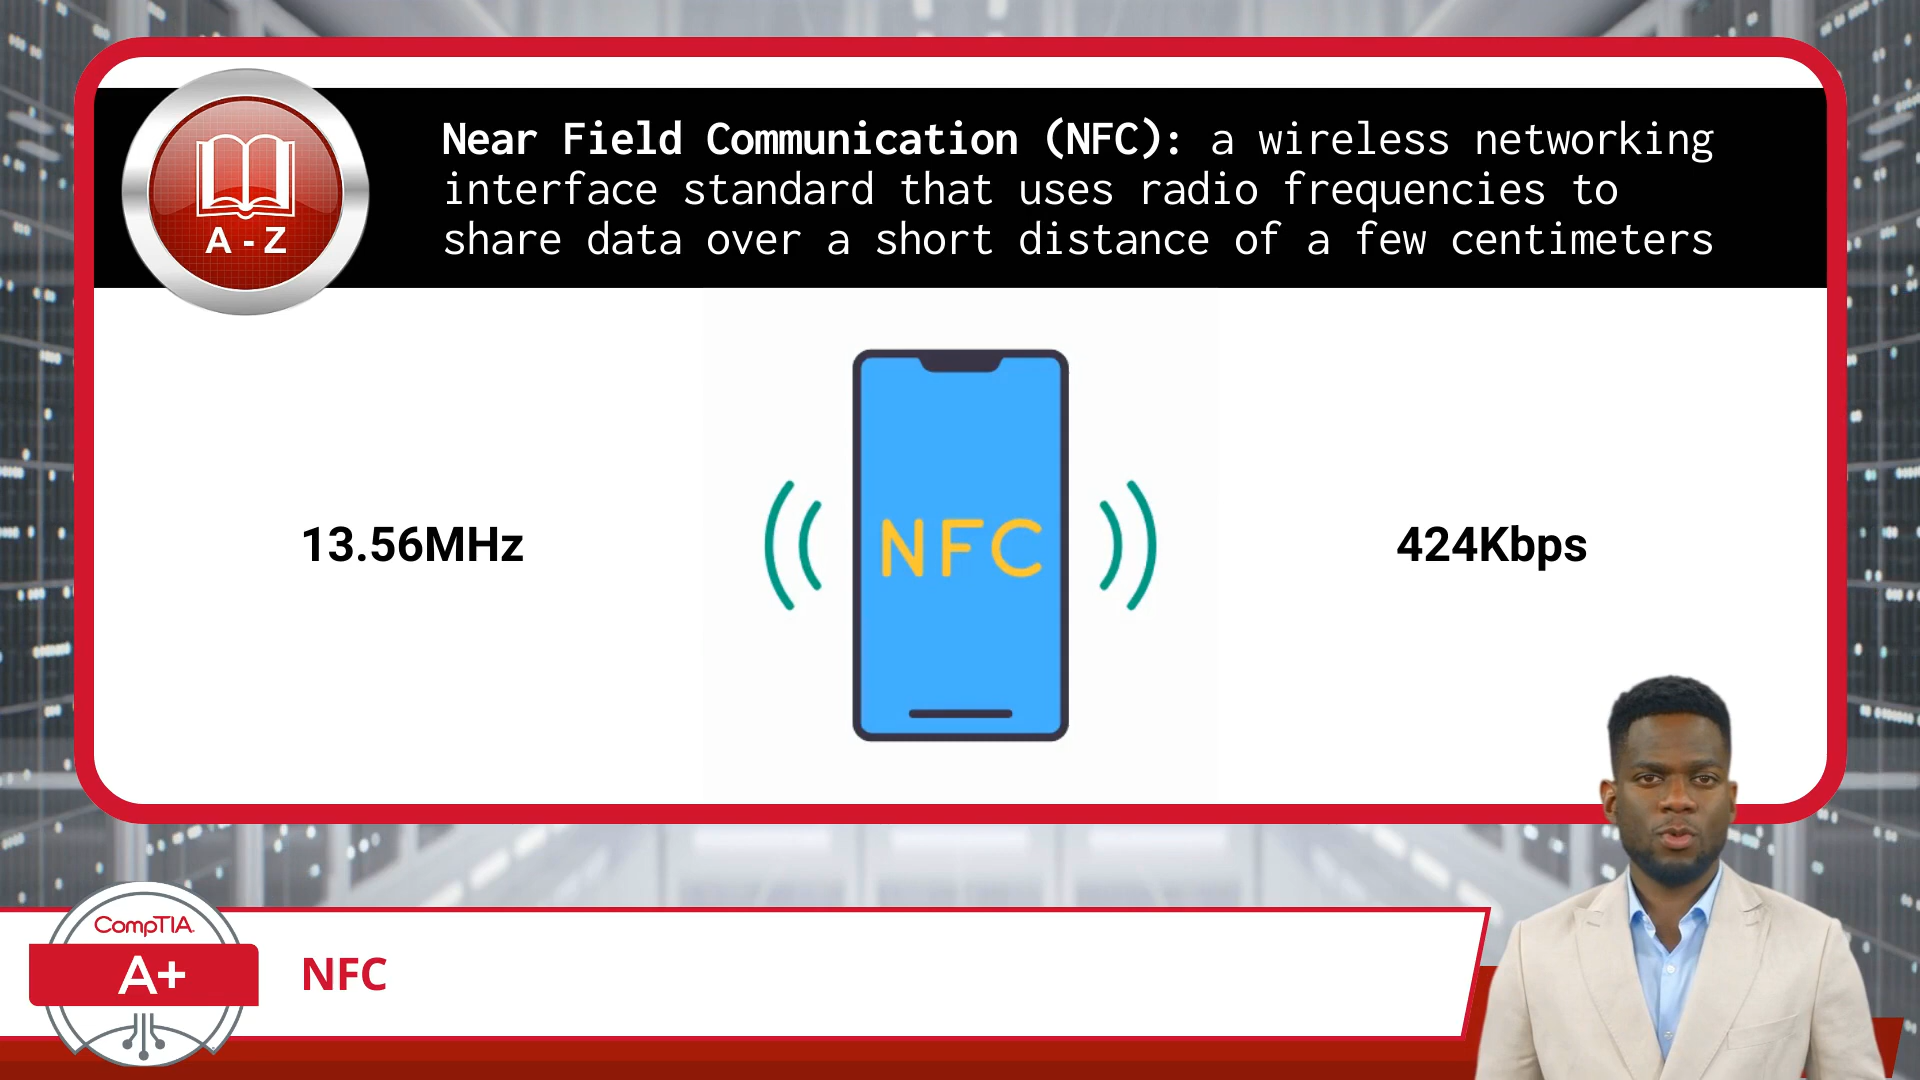 Near Field Communication (NFC): a wireless networking
interface standard that uses radio frequencies to
share data over a short distance of a few centimeters
A - Z
13.56MHz
NFC
424Kbps
CompTIA.
A+
NFC